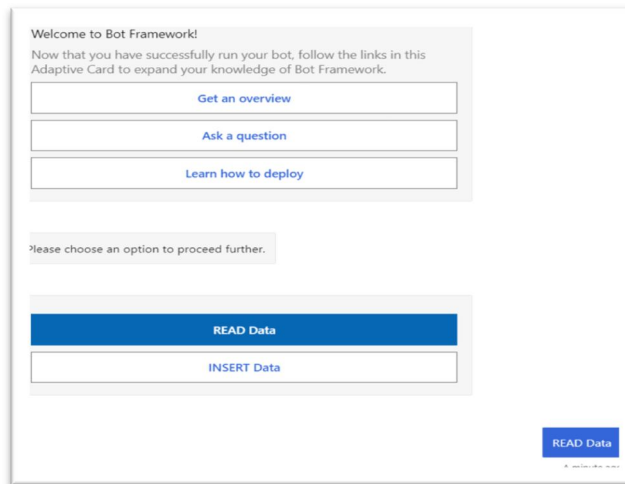 Welcome to Bot Framework!
Now that you have successfully run your bot, follow the links in this
Adaptive Card to expand your knowledge of Bot Framework.
Get an overview
Ask a question
Learn how to deploy
Please choose an option to proceed further.
READ Data
INSERT Data
READ Data